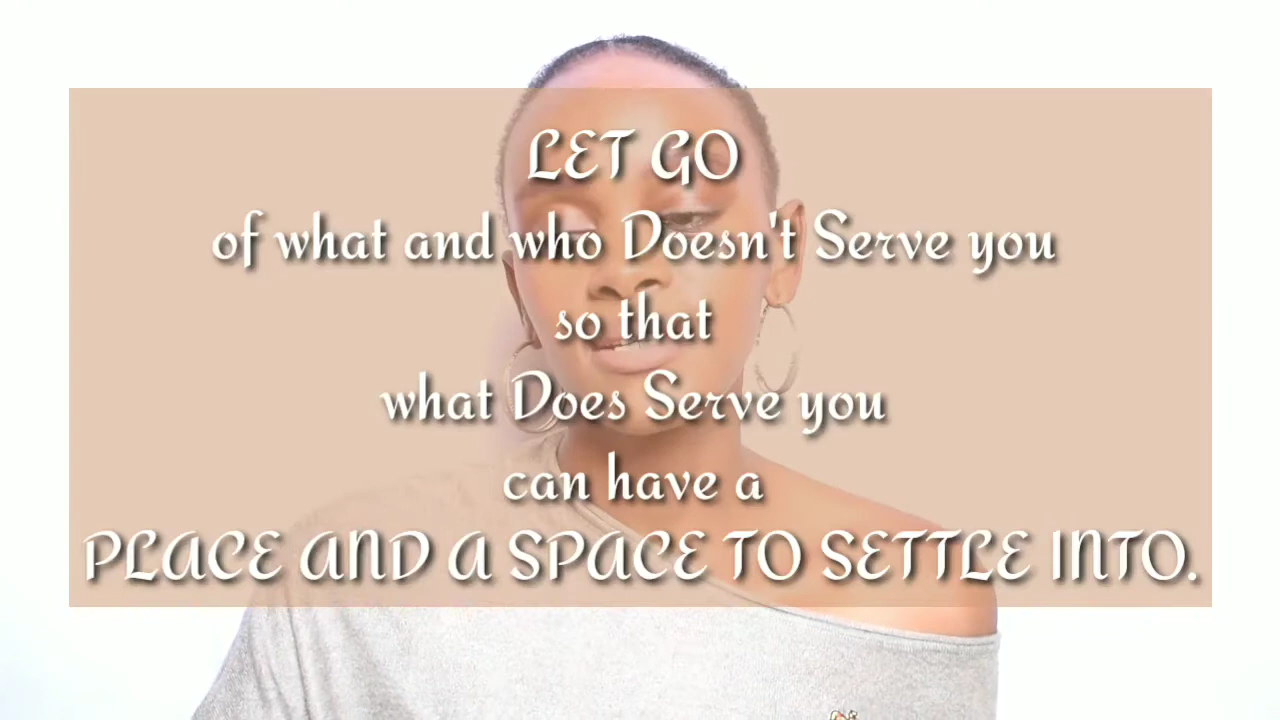 LET GO
of what and who Doesn't Serve you
so that
what Does Serve you
can have a
PLACE AND A SPACE TO SETTLE INTO.